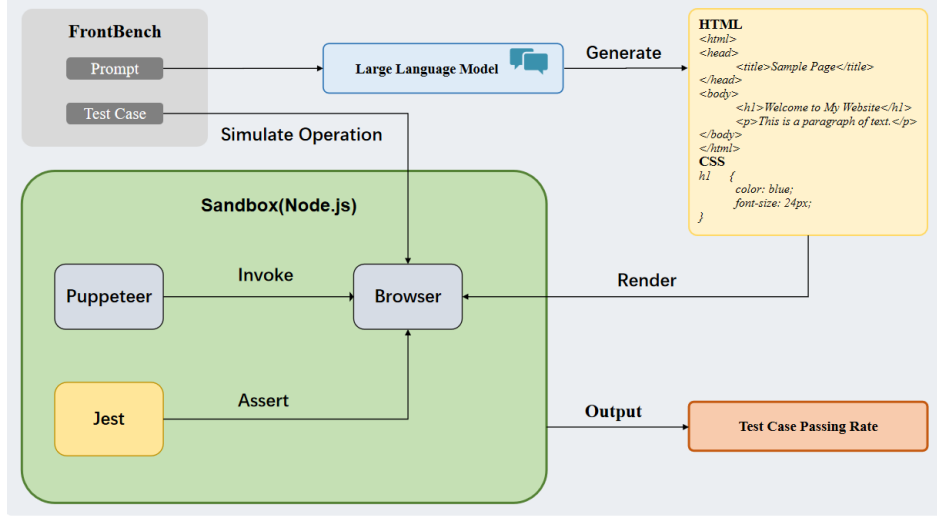 FrontBench
Prompt
Test Case
Large Language Model
Generate
HTML
<html>
<head>
<title>Sample Page</title>
</head>
<body>
<h1>Welcome to My Website</h1>
<p>This is a paragraph of text.</p>
</body>
</html>
CSS
h1 {
color: blue;
font-size: 24px;
}
Simulate Operation
Sandbox(Node.js)
Puppeteer
Invoke
Browser
Render
Jest
Assert
Output
Test Case Passing Rate